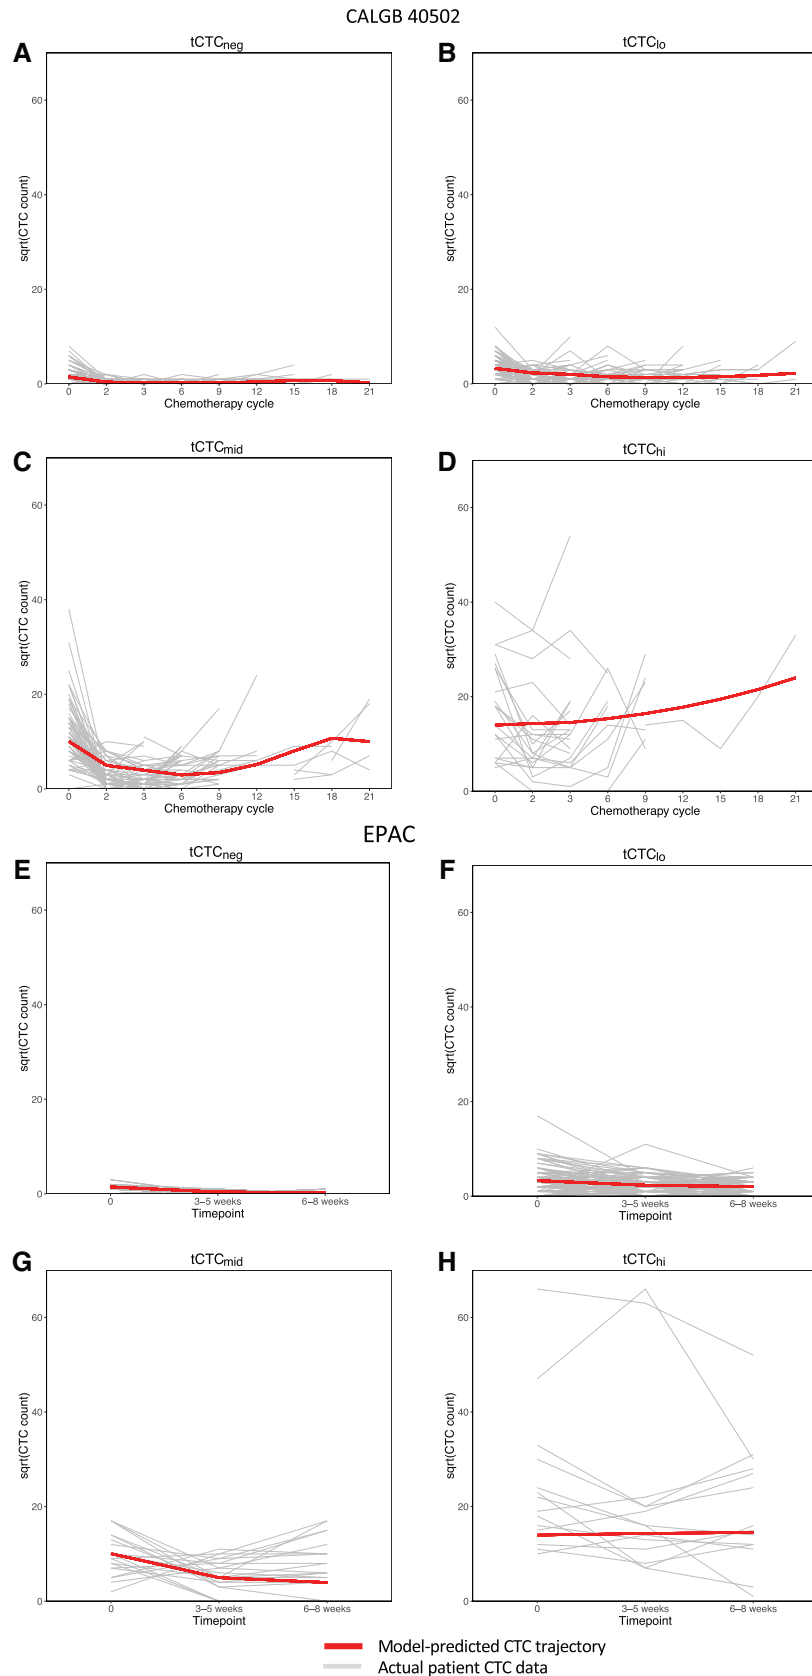 CALGB 40502
A
tCTCneg
60
40
20
0
sqrt(CTC count)
0 2 3 6 9 12 15 18 21
Chemotherapy cycle
B
tCTClo
60
40
20
0
sqrt(CTC count)
0 2 3 6 9 12 15 18 21
Chemotherapy cycle
C
tCTCmid
60
40
20
0
sqrt(CTC count)
0 2 3 6 9 12 15 18 21
Chemotherapy cycle
D
tCTChi
60
40
20
0
sqrt(CTC count)
0 2 3 6 9 12 15 18 21
Chemotherapy cycle
EPAC
E
tCTCneg
60
40
20
0
sqrt(CTC count)
0 3–5 weeks 6–8 weeks
Timepoint
F
tCTClo
60
40
20
0
sqrt(CTC count)
0 3–5 weeks 6–8 weeks
Timepoint
G
tCTCmid
60
40
20
0
sqrt(CTC count)
0 3–5 weeks 6–8 weeks
Timepoint
H
tCTChi
60
40
20
0
sqrt(CTC count)
0 3–5 weeks 6–8 weeks
Timepoint
Model-predicted CTC trajectory
Actual patient CTC data